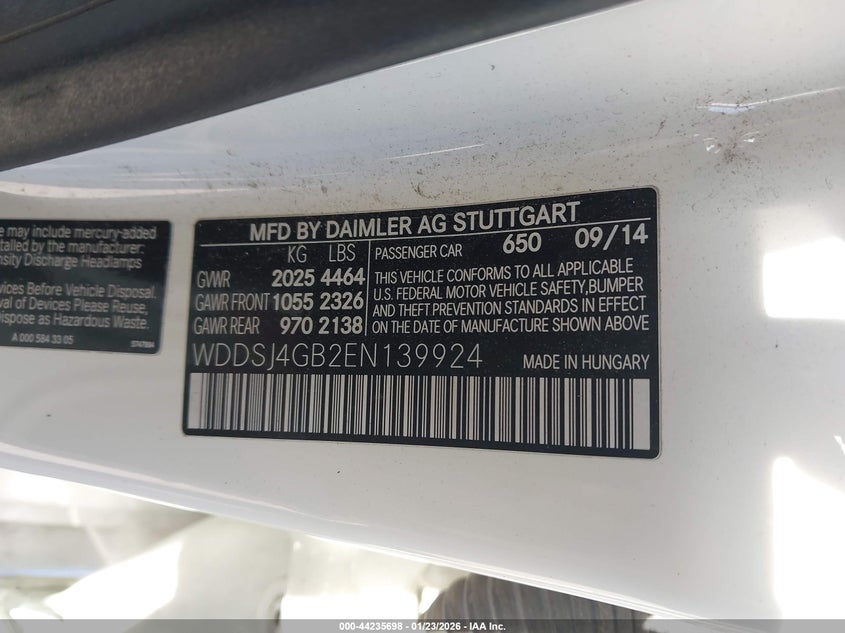 e may include mercury-added
talled by the manufacturer.
nsity Discharge Headlamps
vices Before Vehicle Disposal.
val of Devices Please Reuse,
ispose as Hazardous Waste.
A 000 584 33 05
MFD BY DAIMLER AG STUTTGART
KG LBS
GVWR 2025 4464
GAWR FRONT 1055 2326
GAWR REAR 970 2138
PASSENGER CAR 650 09/14
THIS VEHICLE CONFORMS TO ALL APPLICABLE
U.S. FEDERAL MOTOR VEHICLE SAFETY,BUMPER
AND THEFT PREVENTION STANDARDS IN EFFECT
ON THE DATE OF MANUFACTURE SHOWN ABOVE
WDDSJ4GB2EN139924 MADE IN HUNGARY
000-44235698 - 01/23/2026 - IAA Inc.